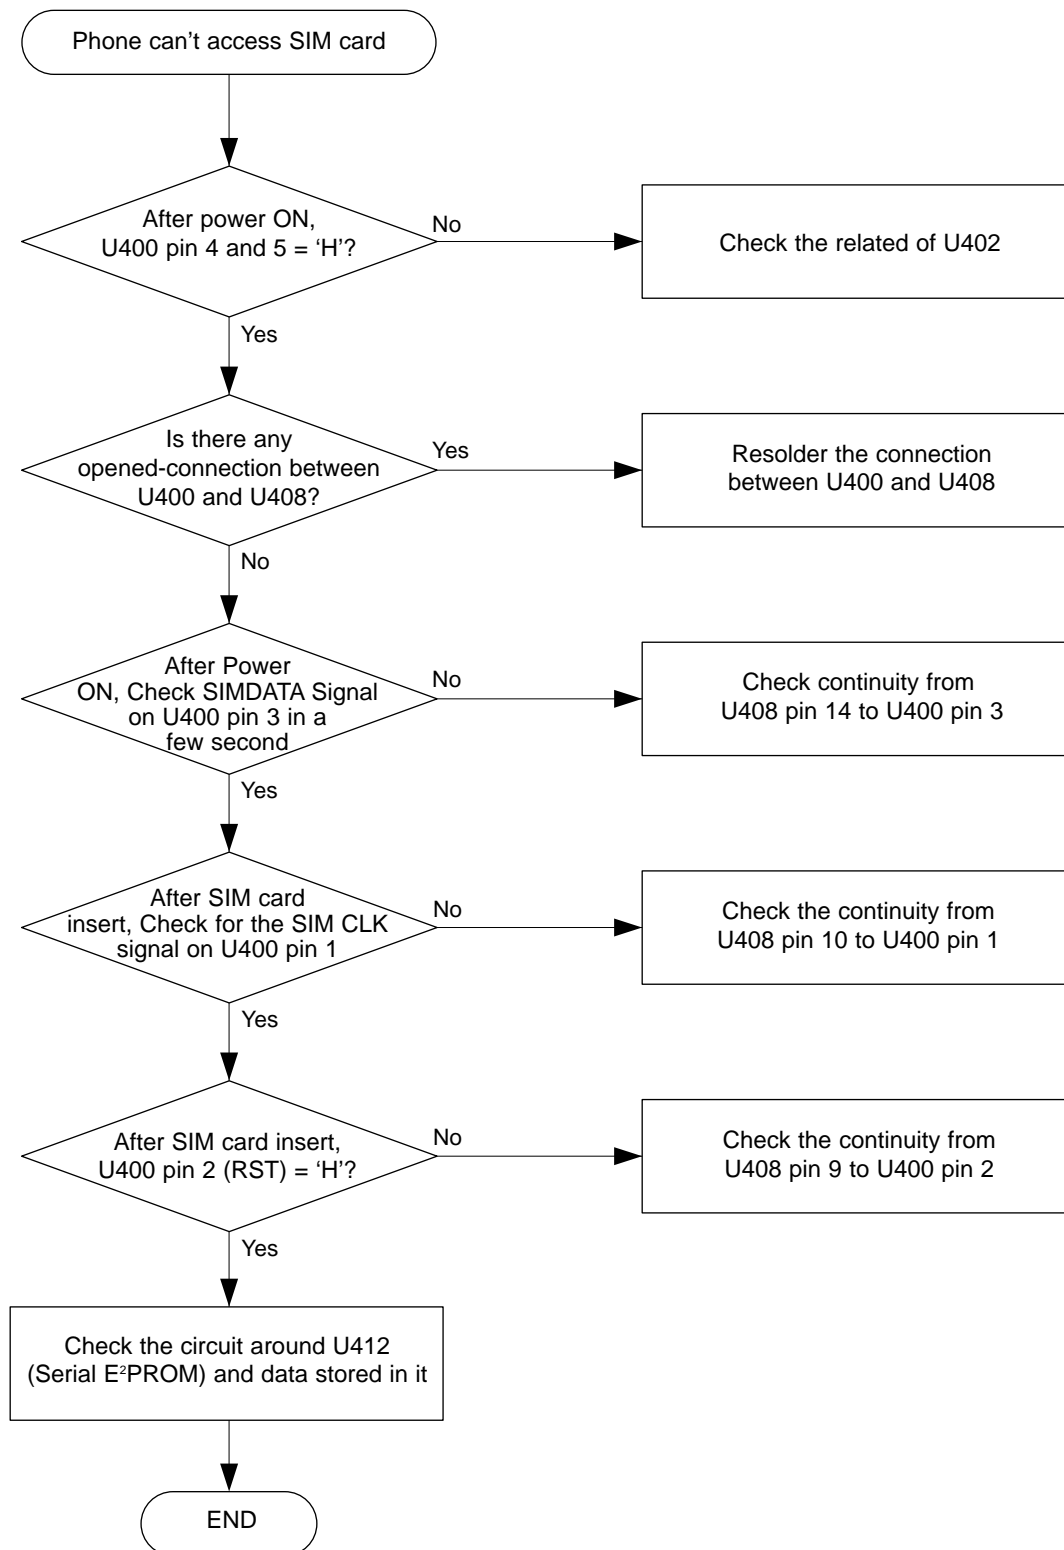 Phone can't access SIM card
After power ON,
U400 pin 4 and 5 = ‘H’?
No
Check the related of U402
Yes
Is there any
opened-connection between
U400 and U408?
Yes
Resolder the connection
between U400 and U408
No
After Power
ON, Check SIMDATA Signal
on U400 pin 3 in a
few second
No
Check continuity from
U408 pin 14 to U400 pin 3
Yes
After SIM card
insert, Check for the SIM CLK
signal on U400 pin 1
No
Check the continuity from
U408 pin 10 to U400 pin 1
Yes
After SIM card insert,
U400 pin 2 (RST) = ‘H’?
No
Check the continuity from
U408 pin 9 to U400 pin 2
Yes
Check the circuit around U412
(Serial E²PROM) and data stored in it
END